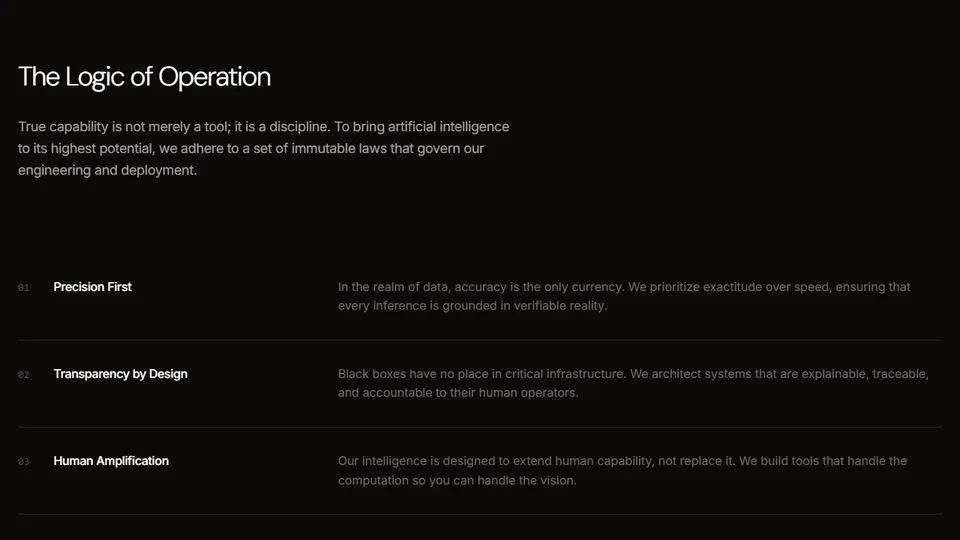 The Logic of Operation
True capability is not merely a tool; it is a discipline. To bring artificial intelligence
to its highest potential, we adhere to a set of immutable laws that govern our
engineering and deployment.
01 Precision First
In the realm of data, accuracy is the only currency. We prioritize exactitude over speed, ensuring that
every inference is grounded in verifiable reality.
02 Transparency by Design
Black boxes have no place in critical infrastructure. We architect systems that are explainable, traceable,
and accountable to their human operators.
03 Human Amplification
Our intelligence is designed to extend human capability, not replace it. We build tools that handle the
computation so you can handle the vision.